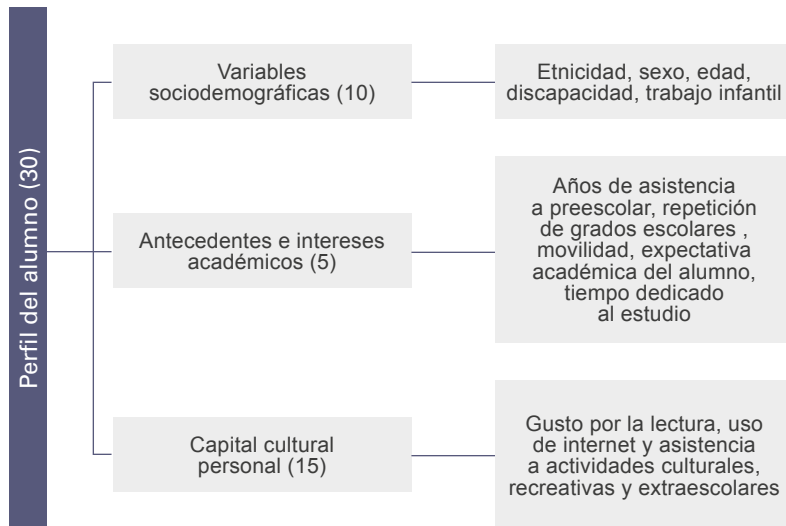 Perfil del alumno (30)
Variables
sociodemográficas (10)
Etnicidad, sexo, edad,
discapacidad, trabajo infantil
Antecedentes e intereses
académicos (5)
Años de asistencia
a preescolar, repetición
de grados escolares ,
movilidad, expectativa
académica del alumno,
tiempo dedicado
al estudio
Capital cultural
personal (15)
Gusto por la lectura, uso
de internet y asistencia
a actividades culturales,
recreativas y extraescolares